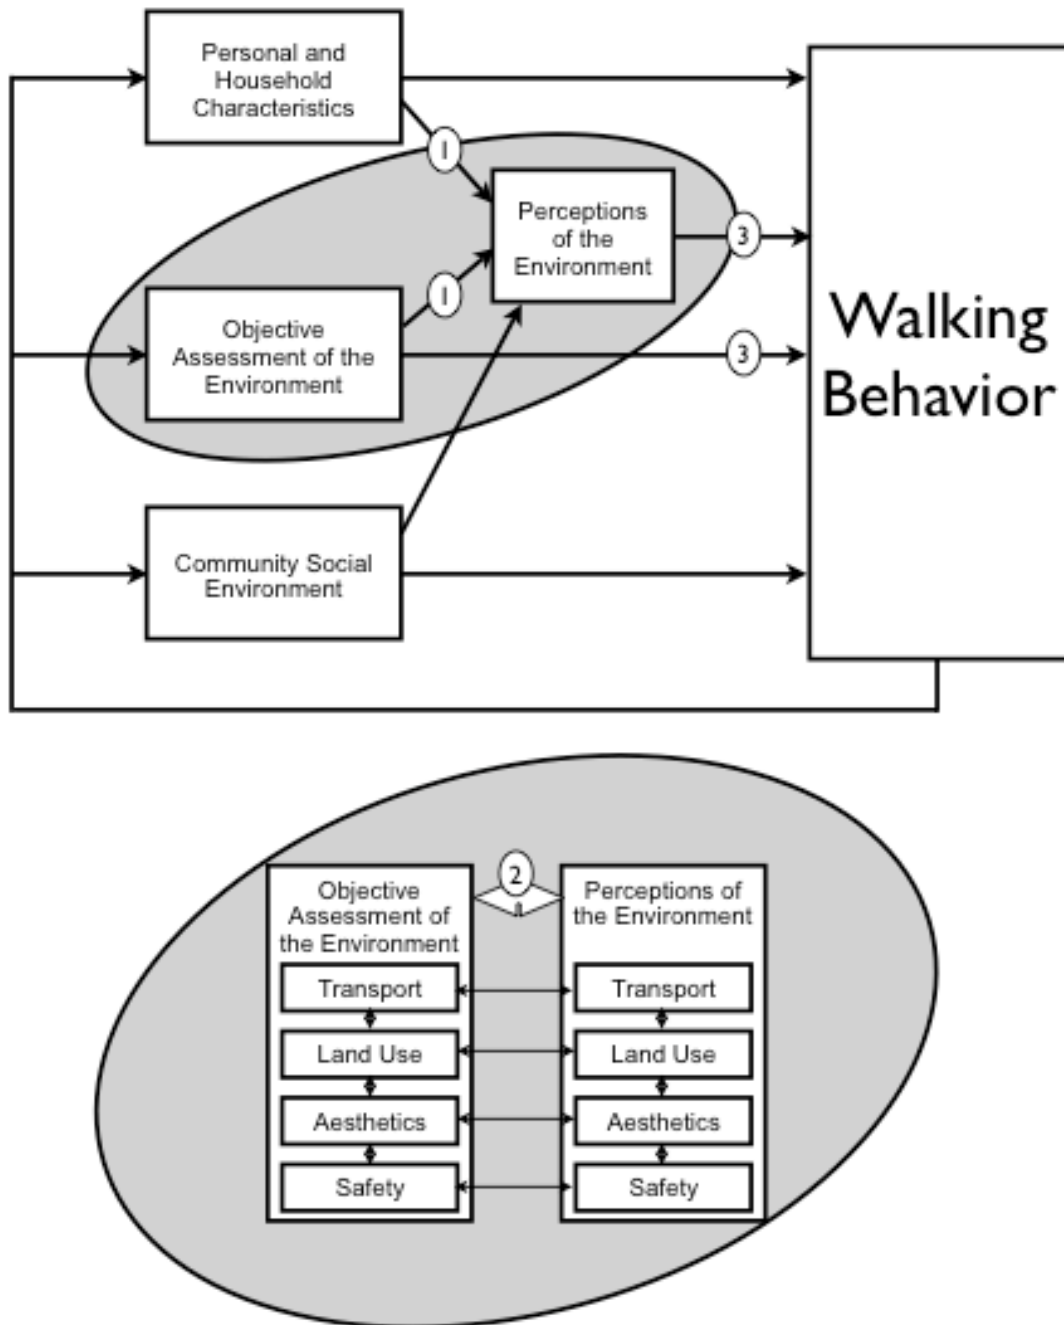 Personal and
Household
Characteristics
1
Perceptions
of the
Environment
3
1
Objective
Assessment of the
Environment
3
Walking
Behavior
Community Social
Environment
2
Objective
Assessment of
the Environment
Perceptions of
the Environment
Transport
Transport
Land Use
Land Use
Aesthetics
Aesthetics
Safety
Safety